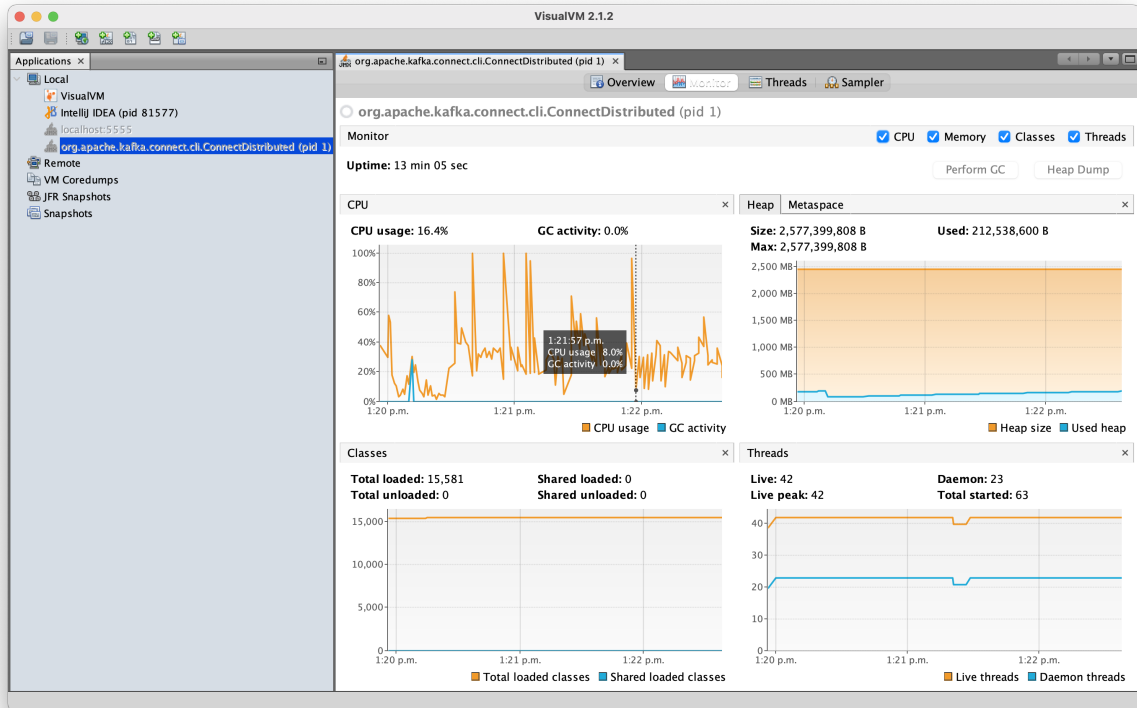 VisualVM 2.1.2
Applications ×
org.apache.kafka.connect.cli.ConnectDistributed (pid 1) ×
Local
VisualVM
IntelliJ IDEA (pid 81577)
localhost:5555
org.apache.kafka.connect.cli.ConnectDistributed (pid 1)
Remote
VM Coredumps
JFR Snapshots
Snapshots
Overview Monitor Threads Sampler
org.apache.kafka.connect.cli.ConnectDistributed (pid 1)
Monitor CPU Memory Classes Threads
Uptime: 13 min 05 sec
Perform GC Heap Dump
CPU ×
CPU usage: 16.4% GC activity: 0.0%
100%
80%
60%
40%
20%
0%
1:21:57 p.m.
CPU usage 8.0%
GC activity 0.0%
1:20 p.m. 1:21 p.m. 1:22 p.m.
CPU usage GC activity
Heap Metaspace ×
Size: 2,577,399,808 B Used: 212,538,600 B
Max: 2,577,399,808 B
2,500 MB
2,000 MB
1,500 MB
1,000 MB
500 MB
0 MB
1:20 p.m. 1:21 p.m. 1:22 p.m.
Heap size Used heap
Classes ×
Total loaded: 15,581 Shared loaded: 0
Total unloaded: 0 Shared unloaded: 0
15,000
10,000
5,000
0
1:20 p.m. 1:21 p.m. 1:22 p.m.
Total loaded classes Shared loaded classes
Threads ×
Live: 42 Daemon: 23
Live peak: 42 Total started: 63
40
30
20
10
0
1:20 p.m. 1:21 p.m. 1:22 p.m.
Live threads Daemon threads